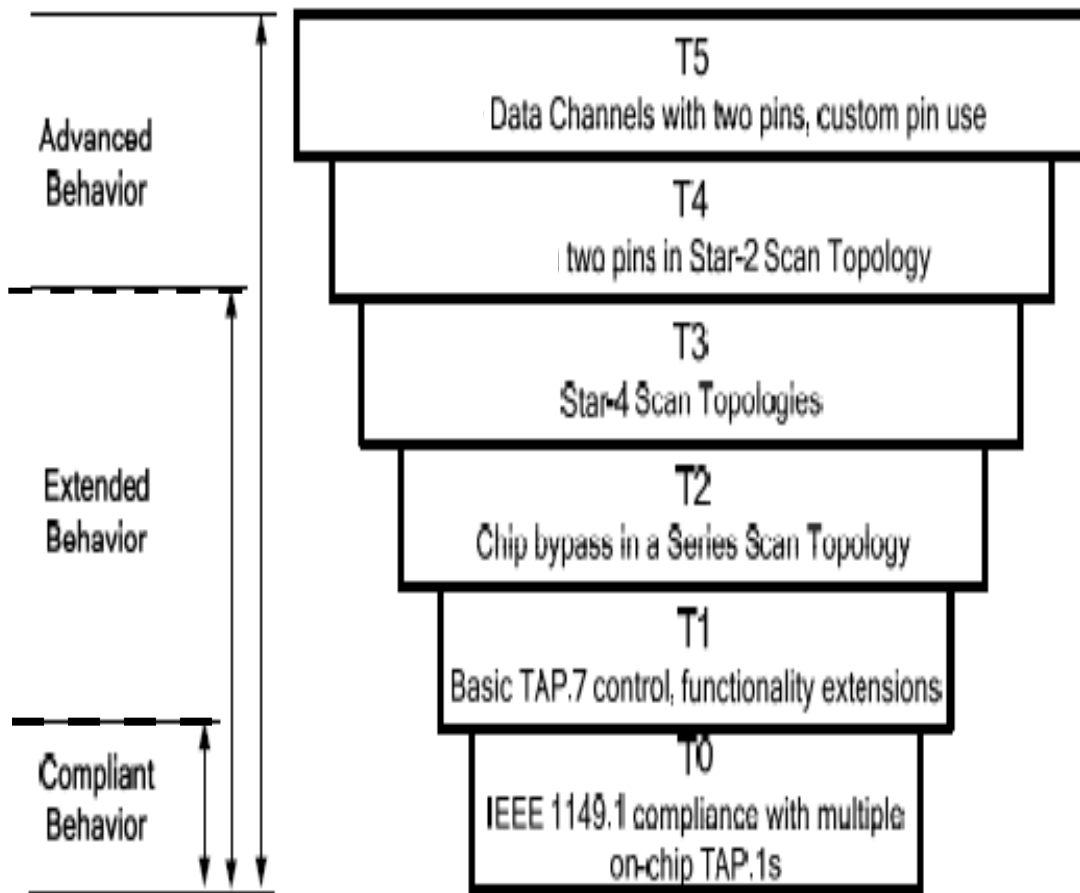 T5
Data Channels with two pins, custom pin use
Advanced
Behavior
T4
two pins in Star-2 Scan Topology
T3
Star-4 Scan Topologies
Extended
Behavior
T2
Chip bypass in a Series Scan Topology
T1
Basic TAP.7 control, functionality extensions
Compliant
Behavior
T0
IEEE 1149.1 compliance with multiple
on-chip TAP.1s